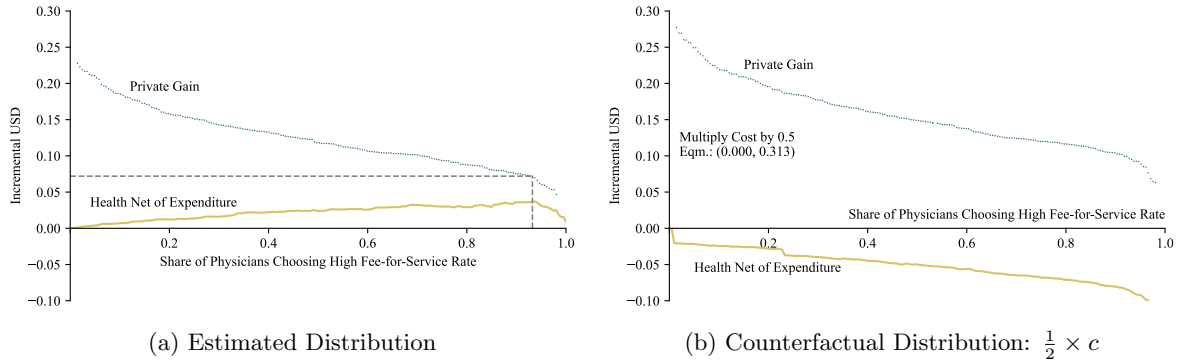 0.30
0.25
0.20
0.15
0.10
0.05
0.00
−0.05
−0.10
Incremental USD
Private Gain
Health Net of Expenditure
0.2
0.4
0.6
0.8
1.0
Share of Physicians Choosing High Fee-for-Service Rate
(a) Estimated Distribution
0.30
0.25
0.20
0.15
0.10
0.05
0.00
−0.05
−0.10
Incremental USD
Private Gain
Multiply Cost by 0.5
Eqm.: (0.000, 0.313)
Share of Physicians Choosing High Fee-for-Service Rate
0.2
0.4
0.6
0.8
1.0
Health Net of Expenditure
(b) Counterfactual Distribution: ½ × c